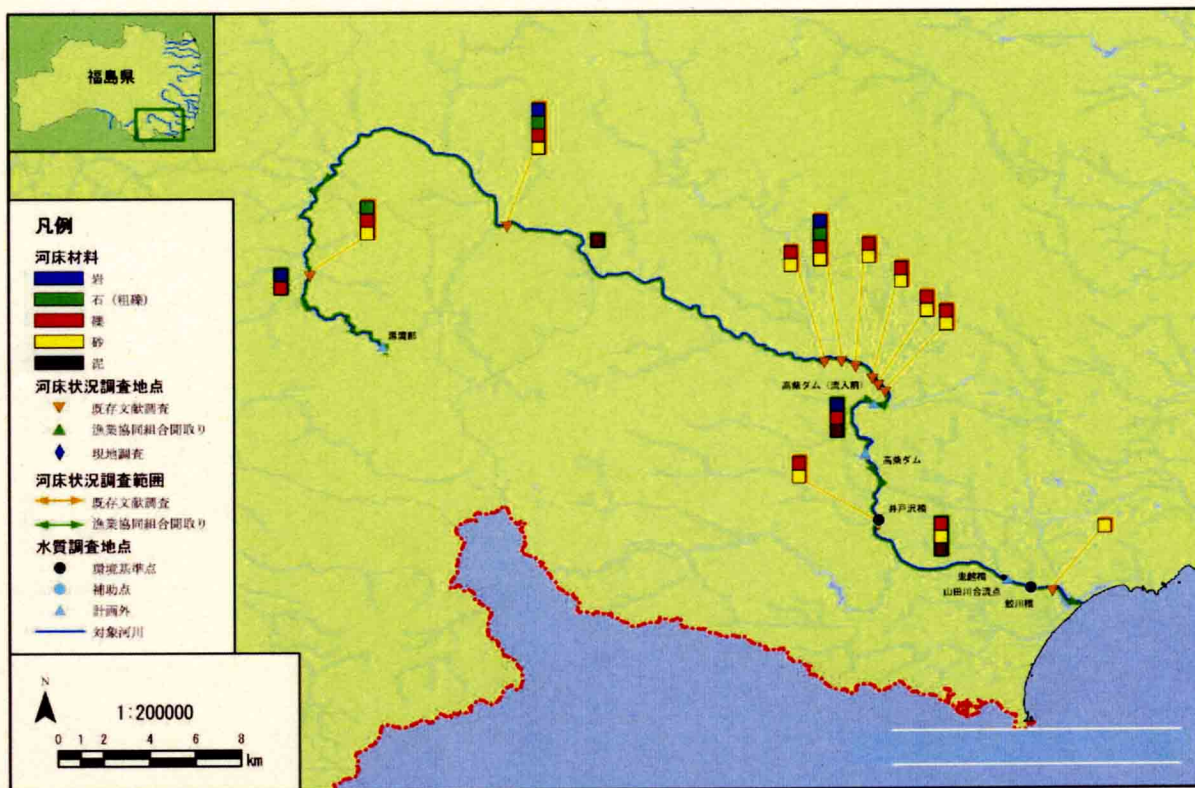 福島県
凡例
河床材料
岩
石（粗礫）
礫
砂
泥
河床状況調査地点
既存文献調査
漁業協同組合聞取り
現地調査
河床状況調査範囲
既存文献調査
漁業協同組合聞取り
水質調査地点
環境基準点
補助点
計画外
対象河川
N
1:200000
0 1 2 4 6 8
km
高柴ダム（流入前）
高柴ダム
井戸沢橋
山田川合流点
鮫川橋